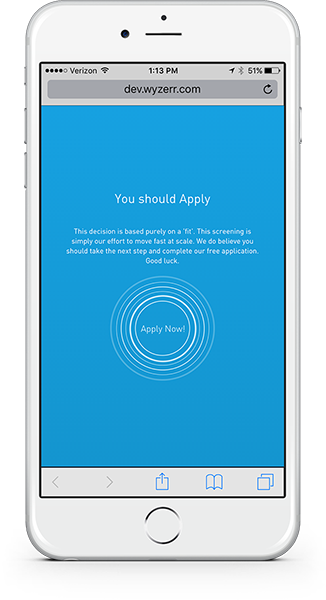 Verizon 1:13 PM 51%
dev.wyzerr.com
You should Apply
This decision is based purely on a 'fit'. This screening is
simply our effort to move fast at scale. We do believe you
should take the next step and complete our free application.
Good luck.
Apply Now!